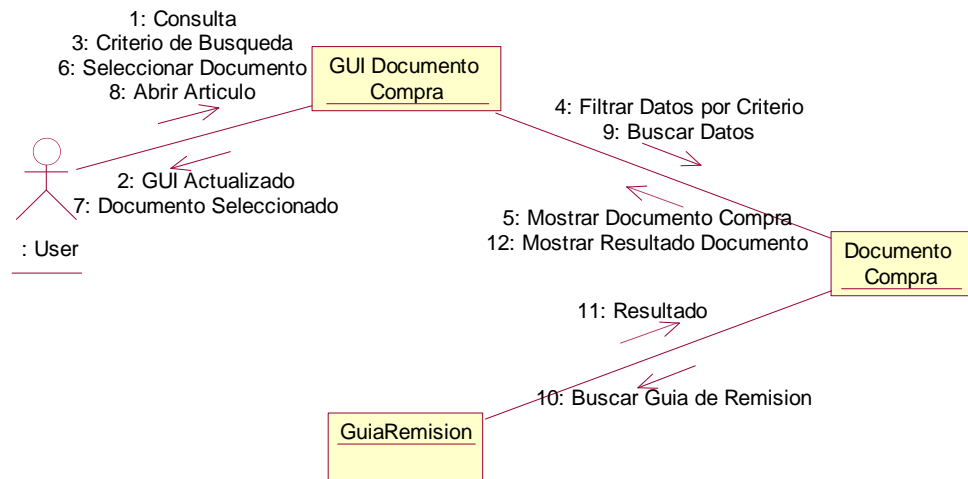 1: Consulta
3: Criterio de Busqueda
6: Seleccionar Documento
8: Abrir Articulo
GUI Documento
Compra
4: Filtrar Datos por Criterio
9: Buscar Datos
2: GUI Actualizado
7: Documento Seleccionado
5: Mostrar Documento Compra
12: Mostrar Resultado Documento
: User
Documento
Compra
11: Resultado
10: Buscar Guia de Remision
GuiaRemision